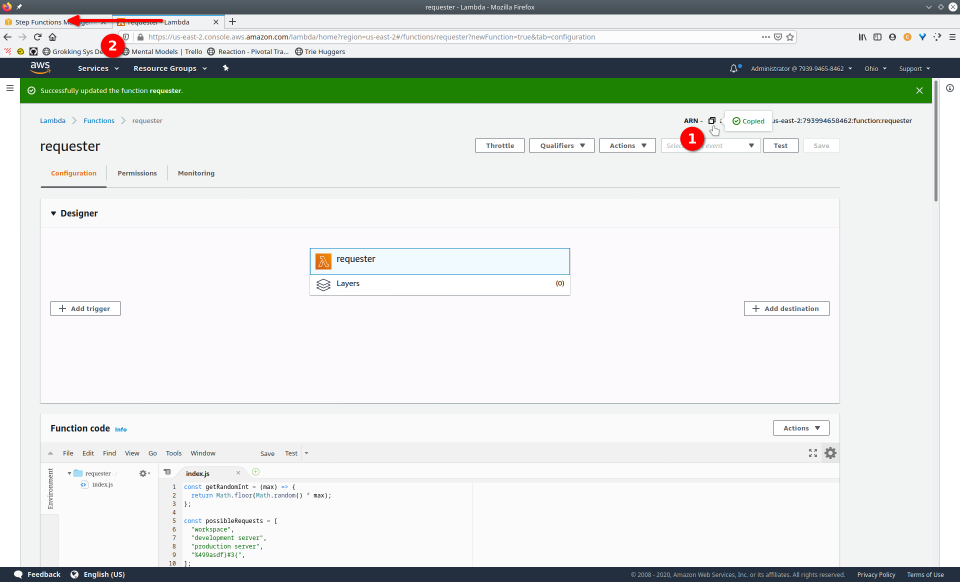 requester - Lambda - Mozilla Firefox
Step Functions
requester - Lambda
https://us-east-2.console.aws.amazon.com/lambda/home?region=us-east-2#/functions/requester?newFunction=true&tab=configuration
Grokking Sys De
2
Mental Models | Trello
Reaction - Pivotal Tra...
Trie Huggers
aws
Services
Resource Groups
Administrator @ 7939-9465-8462
Ohio
Support
Successfully updated the function requester.
Lambda
Functions
requester
ARN -
Copied
us-east-2:793994658462:function:requester
1
requester
Throttle
Qualifiers
Actions
event
Test
Save
Configuration
Permissions
Monitoring
Designer
requester
Layers
(0)
+ Add trigger
+ Add destination
Function code
Info
Actions
File Edit Find View Go Tools Window Save Test
Environment
requester
index.js
index.js
1 const getRandomInt = (max) => {
2 return Math.floor(Math.random() * max);
3 };
4
5 const possibleRequests = [
6 "workspace",
7 "development server",
8 "production server",
9 "%499asdf)#3(",
10 ];
Feedback
English (US)
© 2008 - 2020, Amazon Web Services, Inc. or its affiliates. All rights reserved.
Privacy Policy
Terms of Use